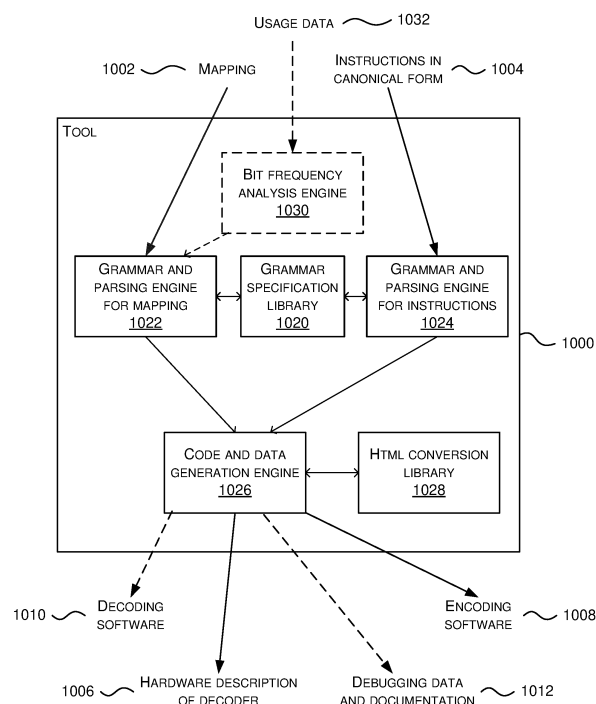 USAGE DATA
1032
1002
MAPPING
INSTRUCTIONS IN
CANONICAL FORM
1004
TOOL
BIT FREQUENCY
ANALYSIS ENGINE
1030
GRAMMAR AND
PARSING ENGINE
FOR MAPPING
1022
GRAMMAR
SPECIFICATION
LIBRARY
1020
GRAMMAR AND
PARSING ENGINE
FOR INSTRUCTIONS
1024
1000
CODE AND DATA
GENERATION ENGINE
1026
HTML CONVERSION
LIBRARY
1028
1010
DECODING
SOFTWARE
ENCODING
SOFTWARE
1008
1006
HARDWARE DESCRIPTION
OF DECODER
DEBUGGING DATA
AND DOCUMENTATION
1012